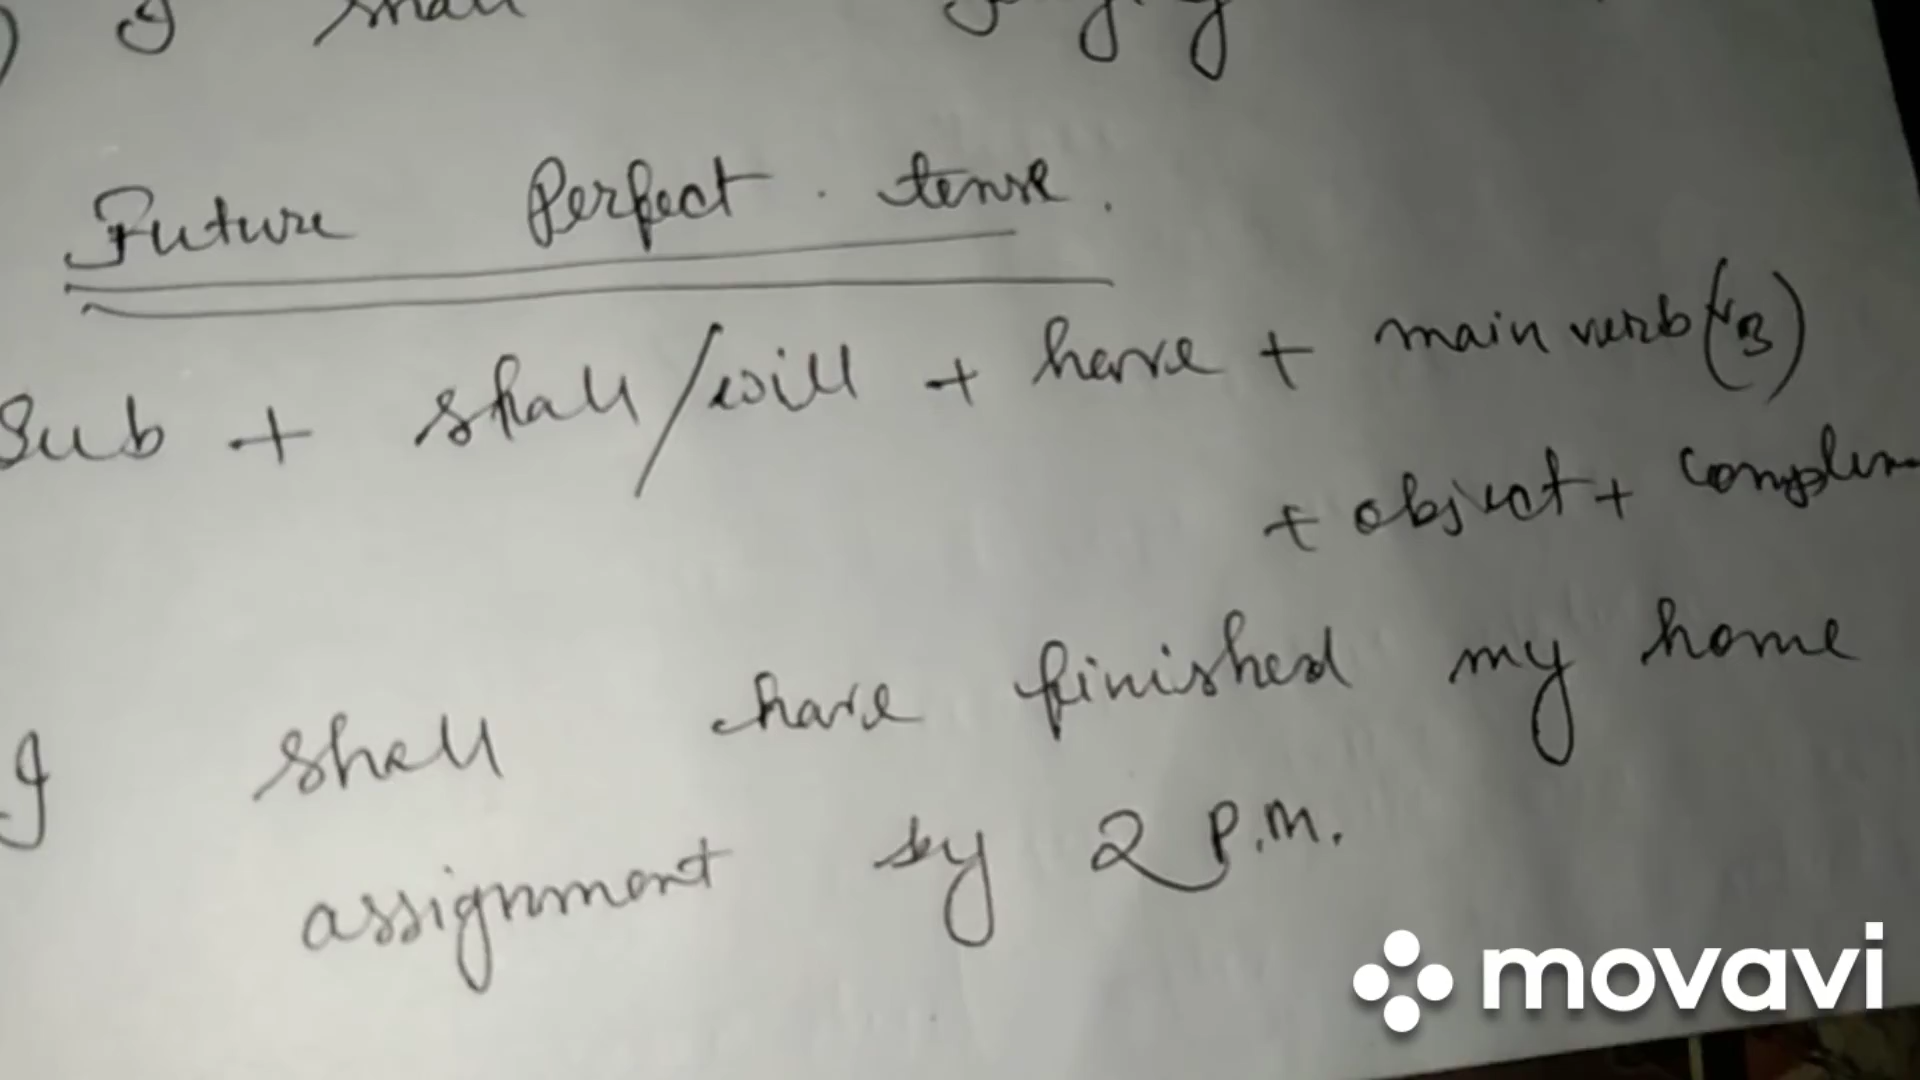 ) I shall
Future Perfect tense.
Sub + shall/will + have + main verb (v3)
+ object +
I shall have finished my home
assignment by 2 P.M.
movavi